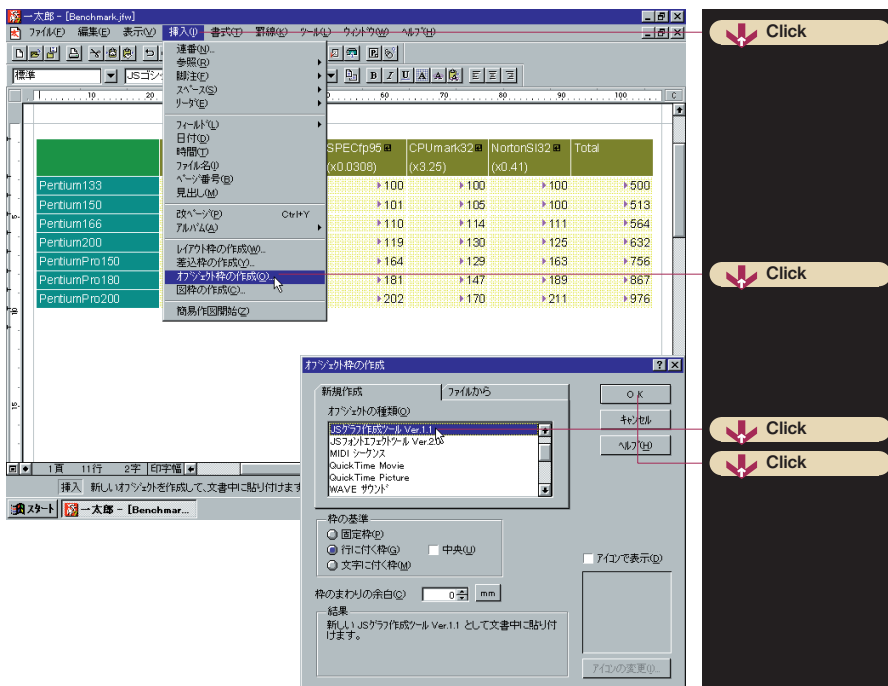 一太郎 - [Benchmark.jfw]
ファイル(F) 編集(E) 表示(V) 挿入(I) 書式(T) 罫線(K) ツール(L) ウィンドウ(W) ヘルプ(H)
標準 JSゴシ
B Z U A A
10 20 60 70 80 90 100
連番(N)...
参照(R)
脚注(F)
スペース(S)
リーダ(E)
フィールド(L)
日付(D)
時間(T)
ファイル名(I)
ページ番号(B)
見出し(M)
改ページ(P) Ctrl+Y
アルバム(A)
レイアウト枠の作成(W)...
差込枠の作成(Y)...
オブジェクト枠の作成(O)...
図枠の作成(C)...
簡易作図開始(Z)
SPECfp95 CPUmark32 NortonSI32 Total
(x0.0308) (x3.25) (x0.41)
Pentium133 100 100 100 500
Pentium150 101 105 100 513
Pentium166 110 114 111 564
Pentium200 119 130 125 632
PentiumPro150 164 129 163 756
PentiumPro180 181 147 189 867
PentiumPro200 202 170 211 976
1頁 11行 2字 印字幅
挿入 新しいオブジェクトを作成して、文書中に貼り付けます
スタート 一太郎 - [Benchmar...
オブジェクト枠の作成
新規作成 ファイルから
オブジェクトの種類(O)
JSグラフ作成ツール Ver.1.1
JSフォントエフェクトツール Ver.2.0
MIDI シーケンス
QuickTime Movie
QuickTime Picture
WAVE サウンド
OK
キャンセル
ヘルプ(H)
枠の基準
固定枠(P)
行に付く枠(G) 中央(U)
文字に付く枠(M)
枠のまわりの余白(C) 0 mm
結果
新しい JSグラフ作成ツール Ver.1.1 として文書中に貼り付
けます。
アイコンで表示(D)
アイコンの変更(I)...
Click
Click
Click
Click